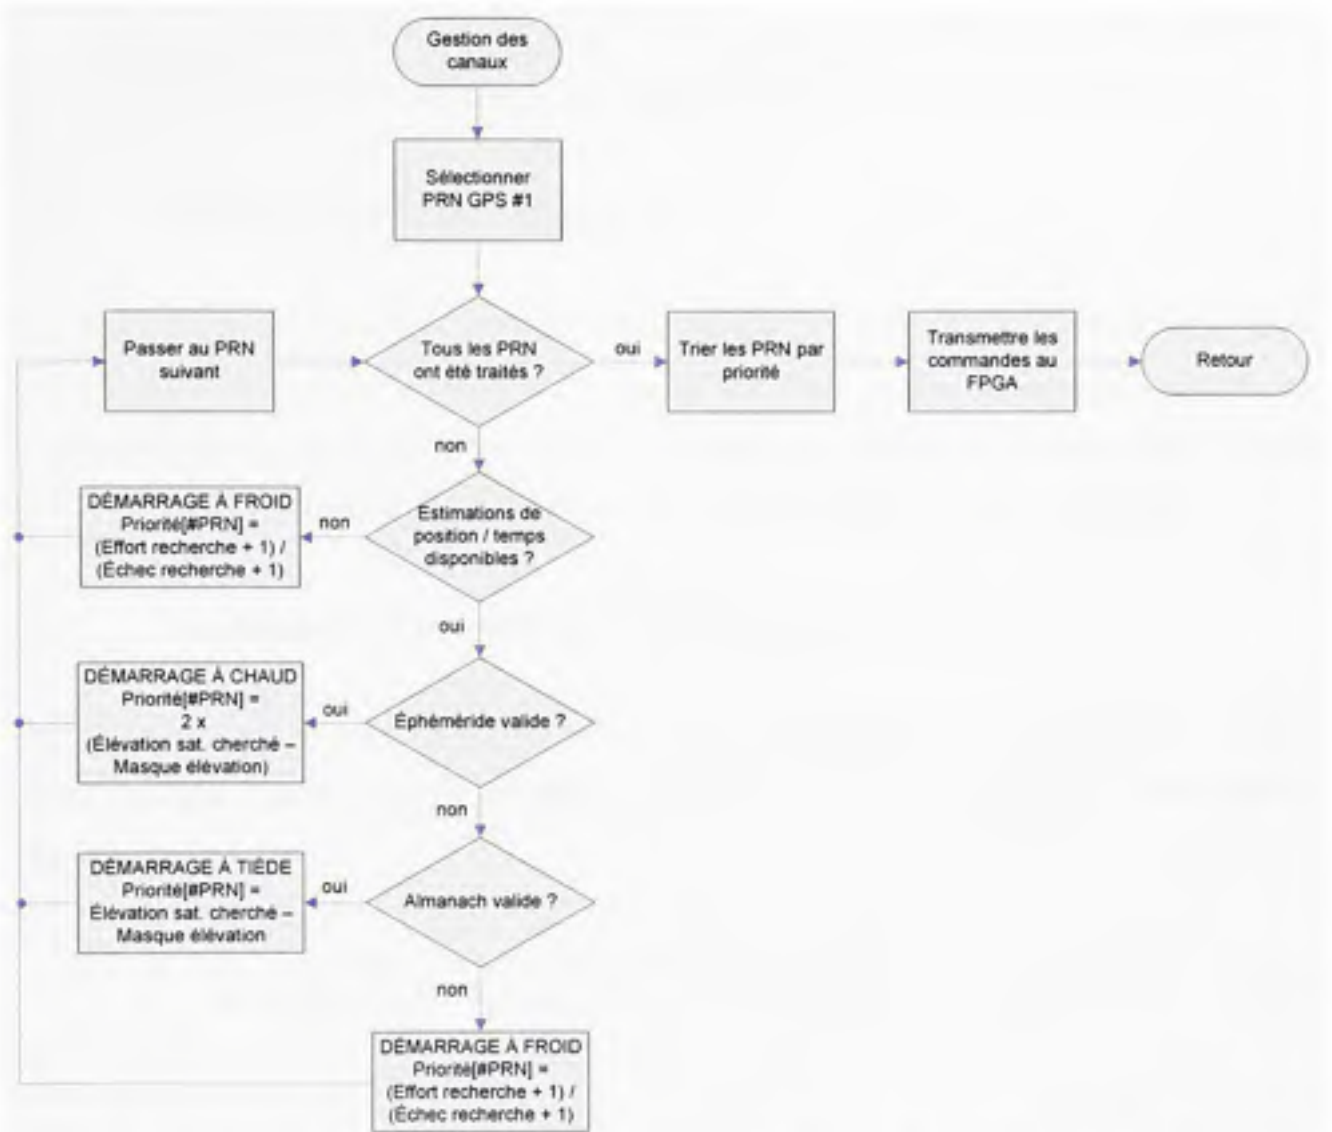 Gestion des
canaux
Sélectionner
PRN GPS #1
Passer au PRN
suivant
Tous les PRN
ont été traités ?
oui
Trier les PRN par
priorité
Transmettre les
commandes au
FPGA
Retour
non
DÉMARRAGE À FROID
Priorité[#PRN] =
(Effort recherche + 1) /
(Échec recherche + 1)
non
Estimations de
position / temps
disponibles ?
oui
DÉMARRAGE À CHAUD
Priorité[#PRN] =
2 x
(Élévation sat. cherché –
Masque élévation)
oui
Éphéméride valide ?
non
DÉMARRAGE À TIÈDE
Priorité[#PRN] =
Élévation sat. cherché –
Masque élévation
oui
Almanach valide ?
non
DÉMARRAGE À FROID
Priorité[#PRN] =
(Effort recherche + 1) /
(Échec recherche + 1)